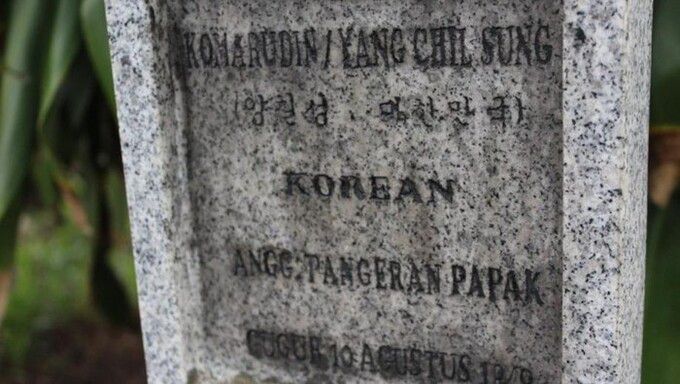 KOMARUDIN / YANG CHIL SUNG
(양칠성 . 대한민국)
KOREAN
ANGG. PANGERAN PAPAK
GUGUR 10 AGUSTUS